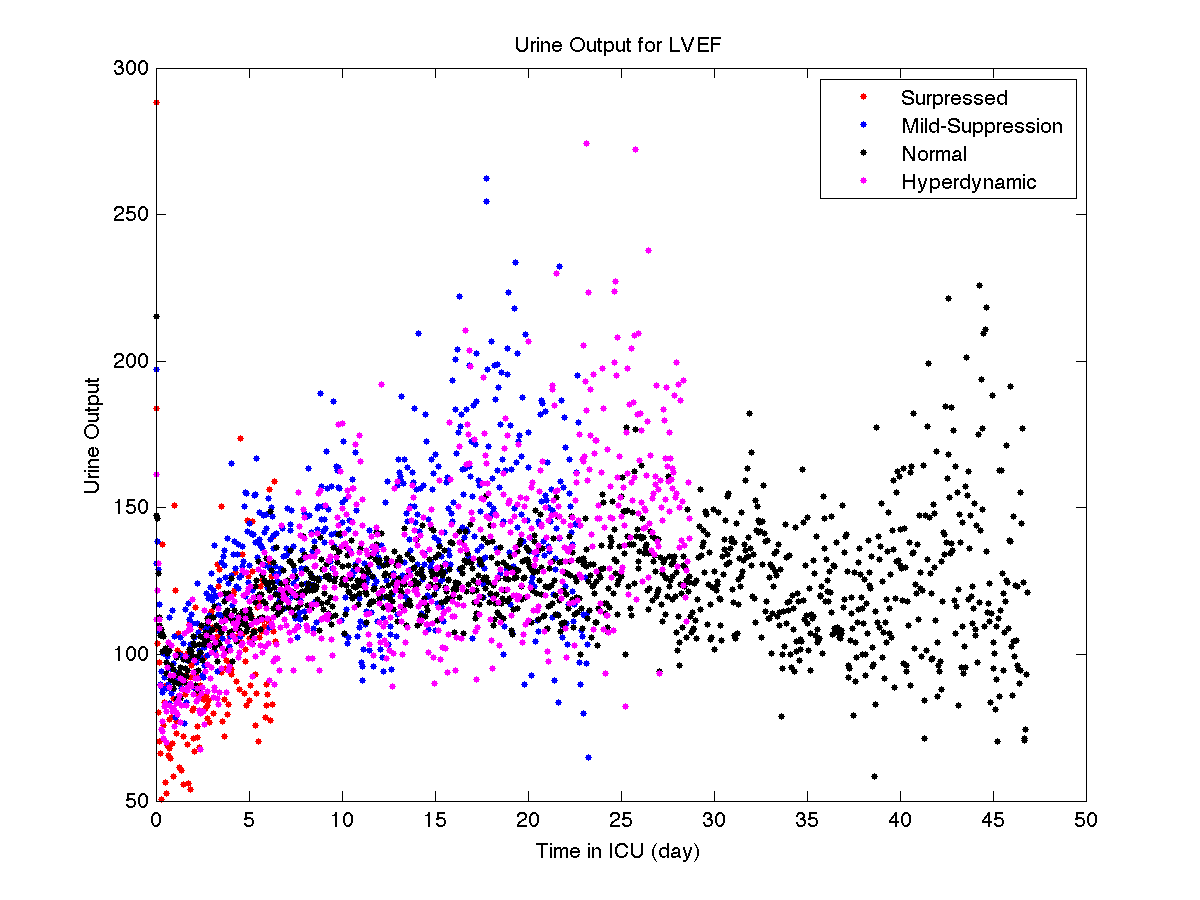 Urine Output for LVEF
300
250
200
150
100
50
Urine Output
Surpressed
Mild-Suppression
Normal
Hyperdynamic
0 5 10 15 20 25 30 35 40 45 50
Time in ICU (day)